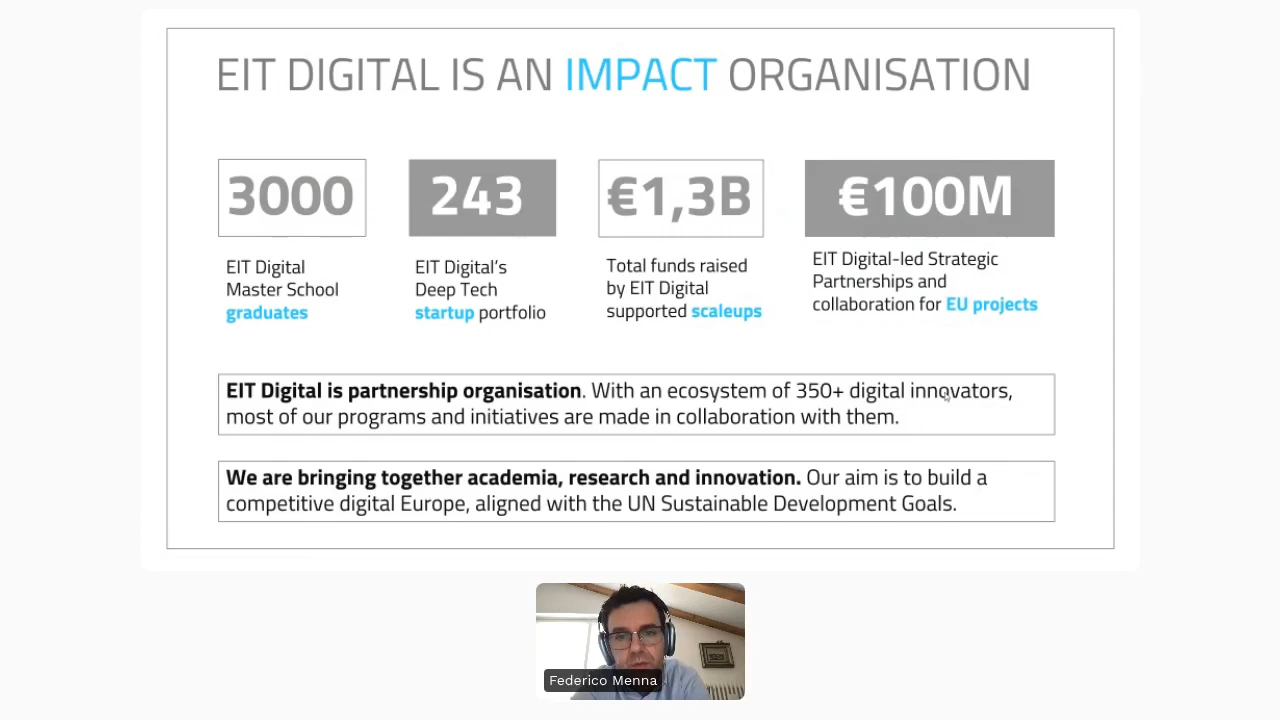 EIT DIGITAL IS AN IMPACT ORGANISATION
3000
243
€1,3B
€100M
EIT Digital
Master School
graduates
EIT Digital's
Deep Tech
startup portfolio
Total funds raised
by EIT Digital
supported scaleups
EIT Digital-led Strategic
Partnerships and
collaboration for EU projects
EIT Digital is partnership organisation. With an ecosystem of 350+ digital innovators,
most of our programs and initiatives are made in collaboration with them.
We are bringing together academia, research and innovation. Our aim is to build a
competitive digital Europe, aligned with the UN Sustainable Development Goals.
Federico Menna